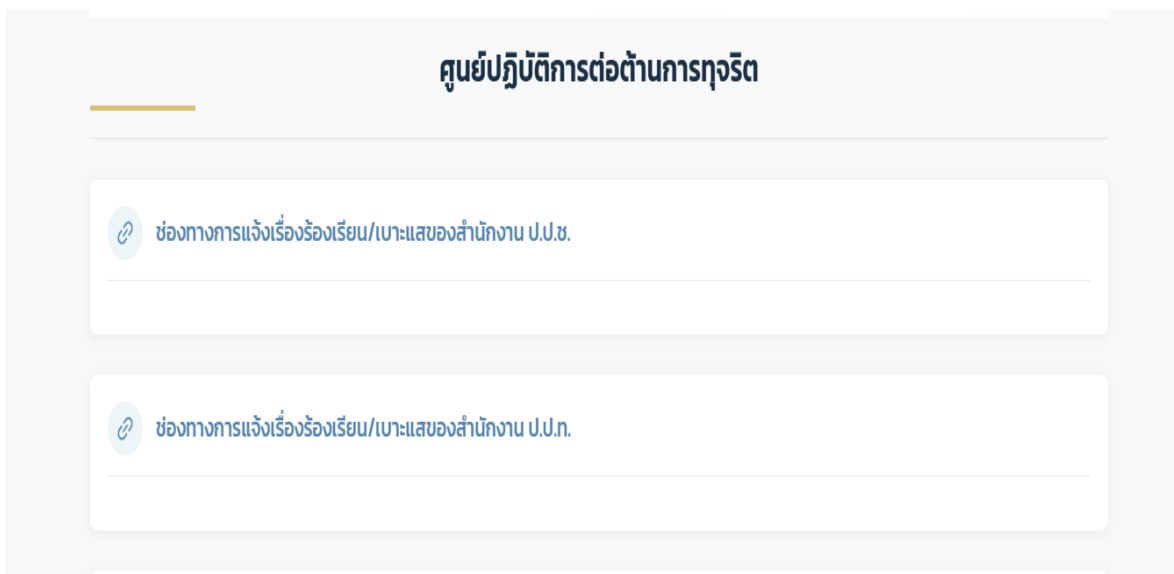 ศูนย์ปฏิบัติการต่อต้านการทุจริต
ช่องทางการแจ้งเรื่องร้องเรียน/เบาะแสของสำนักงาน ป.ป.ช.
ช่องทางการแจ้งเรื่องร้องเรียน/เบาะแสของสำนักงาน ป.ป.ท.